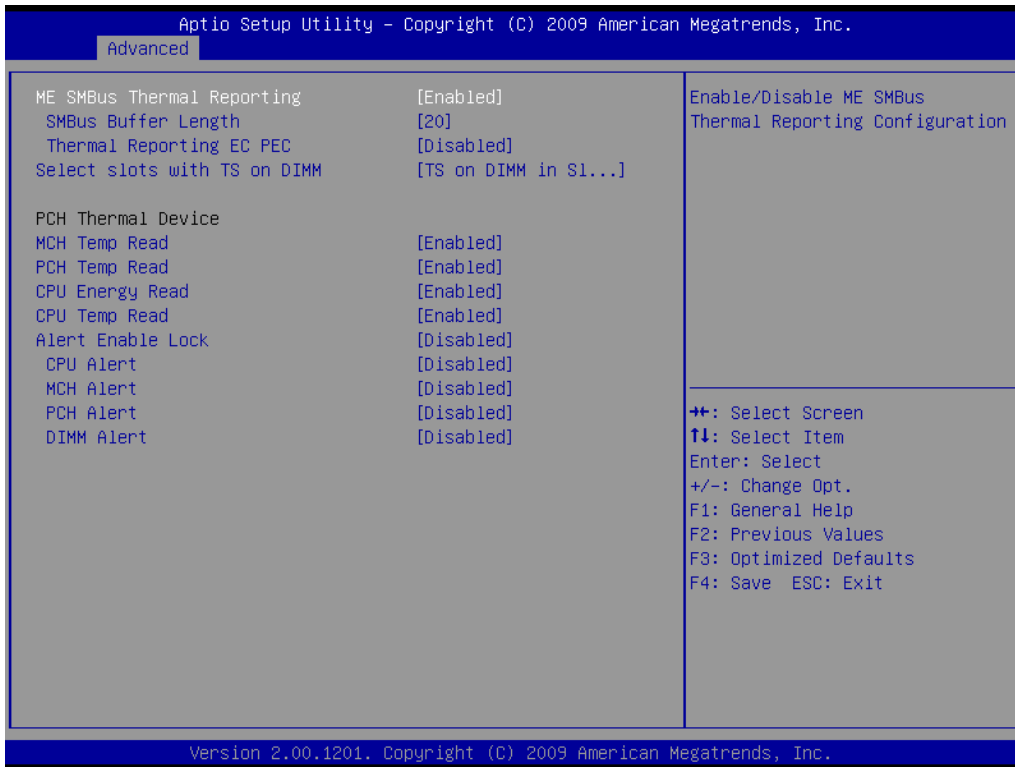 Aptio Setup Utility – Copyright (C) 2009 American Megatrends, Inc.
Advanced
ME SMBus Thermal Reporting [Enabled]
SMBus Buffer Length [20]
Thermal Reporting EC PEC [Disabled]
Select slots with TS on DIMM [TS on DIMM in Sl...]
PCH Thermal Device
MCH Temp Read [Enabled]
PCH Temp Read [Enabled]
CPU Energy Read [Enabled]
CPU Temp Read [Enabled]
Alert Enable Lock [Disabled]
CPU Alert [Disabled]
MCH Alert [Disabled]
PCH Alert [Disabled]
DIMM Alert [Disabled]
Enable/Disable ME SMBus
Thermal Reporting Configuration
→←: Select Screen
↑↓: Select Item
Enter: Select
+/-: Change Opt.
F1: General Help
F2: Previous Values
F3: Optimized Defaults
F4: Save ESC: Exit
Version 2.00.1201. Copyright (C) 2009 American Megatrends, Inc.